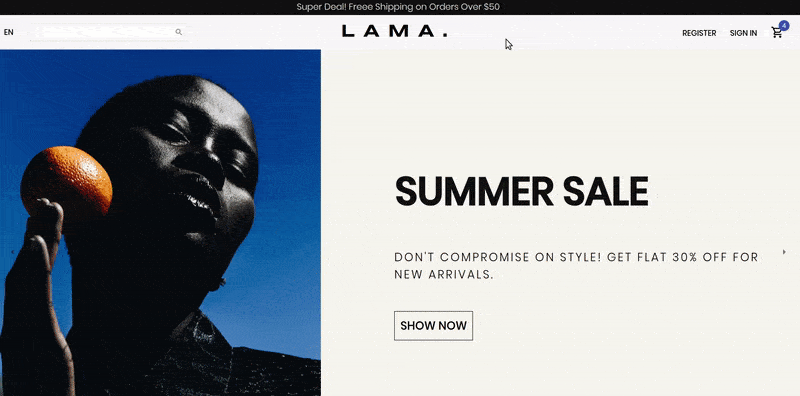 Super Deal! Freee Shipping on Orders Over $50
EN
LAMA.
REGISTER
SIGN IN
4
SUMMER SALE
DON'T COMPROMISE ON STYLE! GET FLAT 30% OFF FOR
NEW ARRIVALS.
SHOW NOW